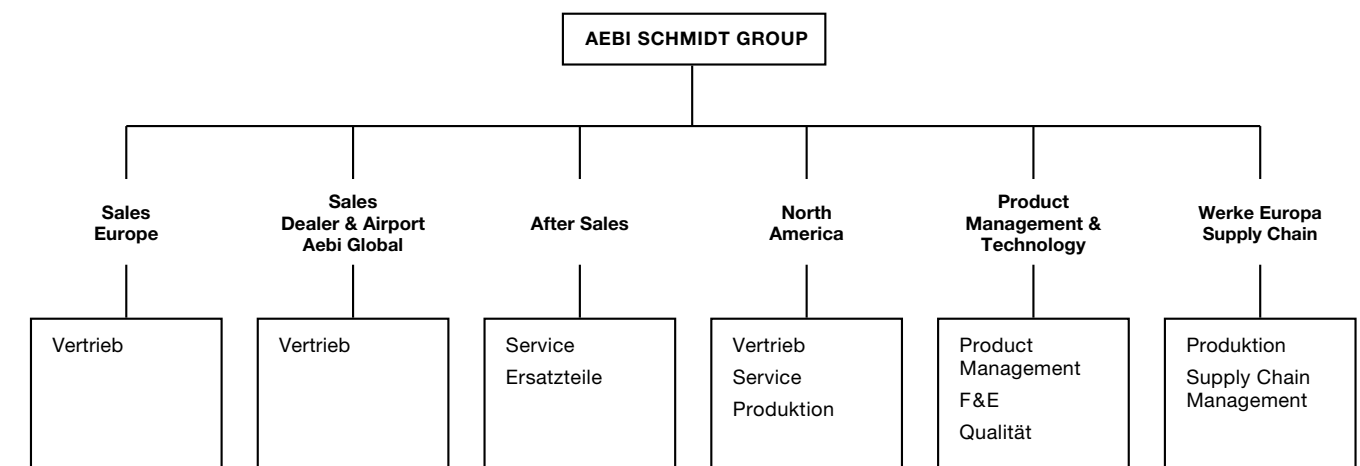 AEBI SCHMIDT GROUP
Sales
Europe
Sales
Dealer & Airport
Aebi Global
After Sales
North
America
Product
Management &
Technology
Werke Europa
Supply Chain
Vertrieb
Vertrieb
Service
Ersatzteile
Vertrieb
Service
Produktion
Product
Management
F&E
Qualität
Produktion
Supply Chain
Management